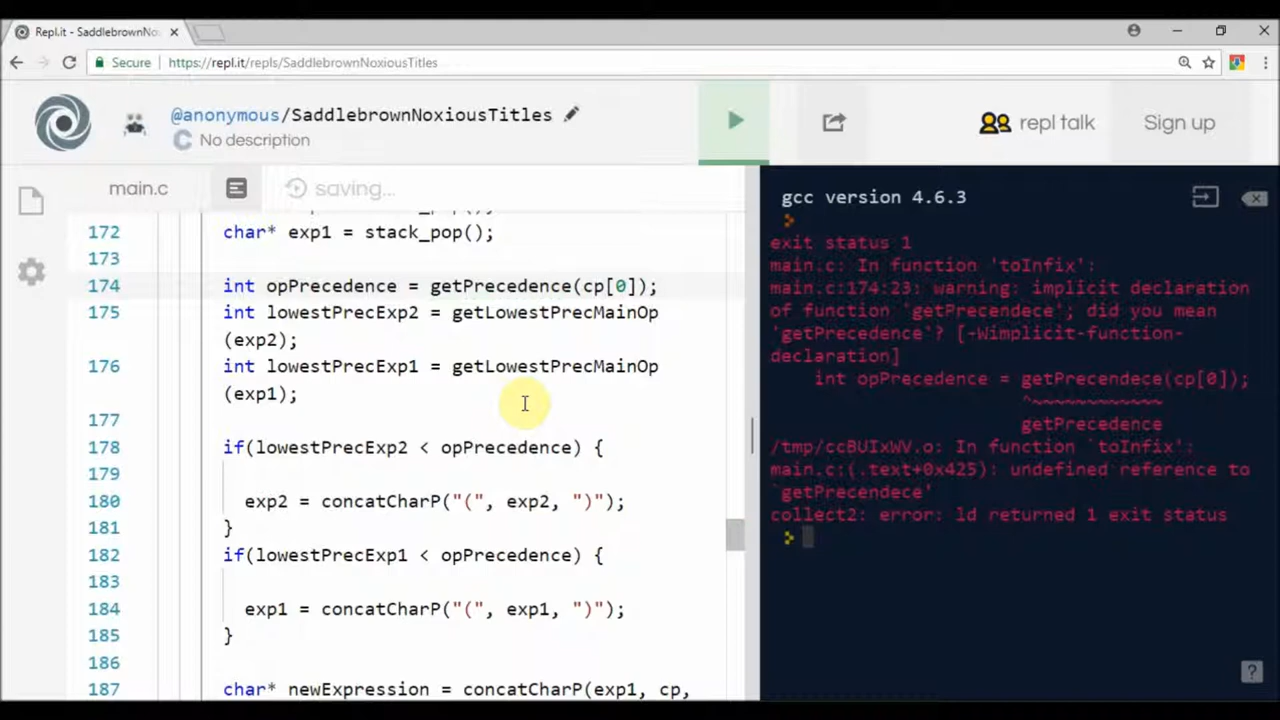 Repl.it - SaddlebrownNo
Secure
https://repl.it/repls/SaddlebrownNoxiousTitles
@anonymous/SaddlebrownNoxiousTitles
No description
repl talk
Sign up
main.c
saving...
172 char* exp1 = stack_pop();
173
174 int opPrecedence = getPrecedence(cp[0]);
175 int lowestPrecExp2 = getLowestPrecMainOp
(exp2);
176 int lowestPrecExp1 = getLowestPrecMainOp
(exp1);
177
178 if(lowestPrecExp2 < opPrecedence) {
179
180 exp2 = concatCharP("(", exp2, ")");
181 }
182 if(lowestPrecExp1 < opPrecedence) {
183
184 exp1 = concatCharP("(", exp1, ")");
185 }
186
187 char* newExpression = concatCharP(exp1, cp,
gcc version 4.6.3
exit status 1
main.c: In function 'toInfix':
main.c:174:23: warning: implicit declaration
of function 'getPrecendece'; did you mean
'getPrecedence'? [-Wimplicit-function-
declaration]
int opPrecedence = getPrecendece(cp[0]);
^~~~~~~~~~~~~
getPrecedence
/tmp/ccBUIxWV.o: In function `toInfix':
main.c:(.text+0x425): undefined reference to
`getPrecendece'
collect2: error: ld returned 1 exit status